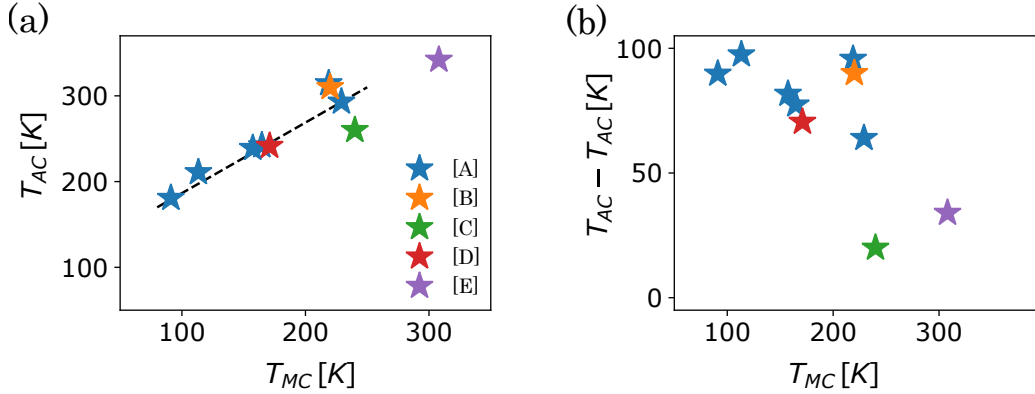 (a)
T_AC [K]
300
200
100
100
200
300
T_MC [K]
[A]
[B]
[C]
[D]
[E]
(b)
T_AC − T_AC [K]
100
50
0
100
200
300
T_MC [K]